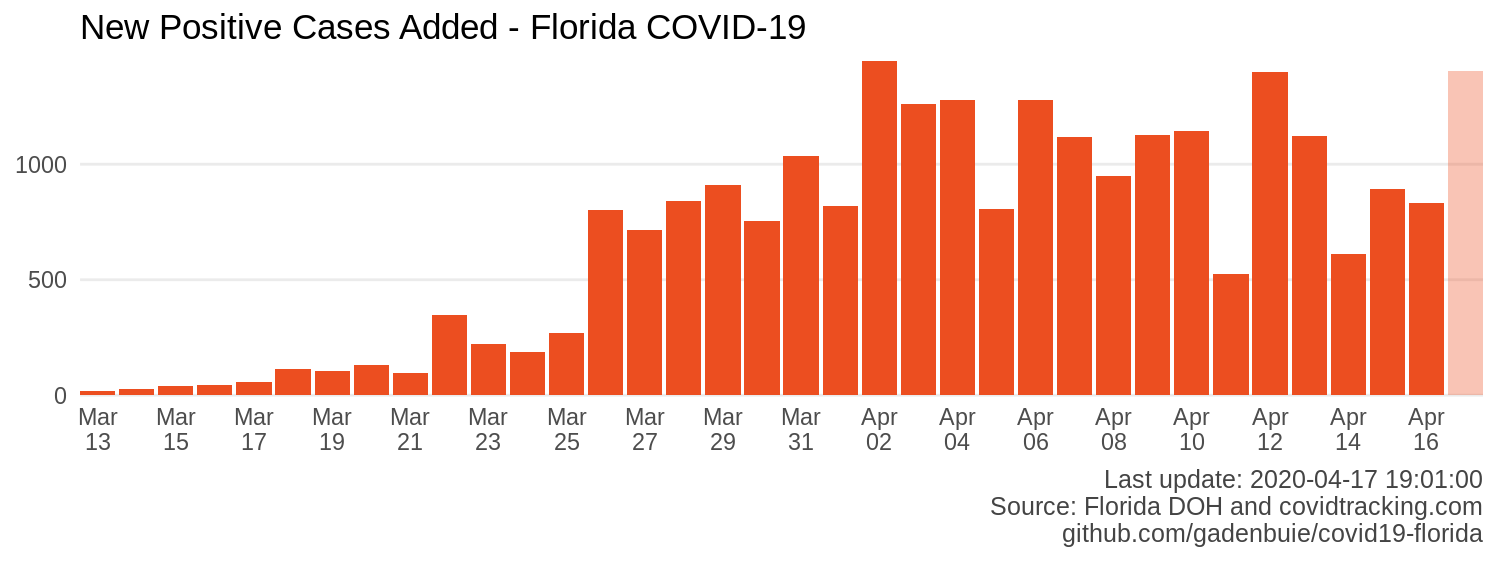 New Positive Cases Added - Florida COVID-19
1000
500
0
Mar Mar Mar Mar Mar Mar Mar Mar Mar Mar Apr Apr Apr Apr Apr Apr Apr Apr
13 15 17 19 21 23 25 27 29 31 02 04 06 08 10 12 14 16
Last update: 2020-04-17 19:01:00
Source: Florida DOH and covidtracking.com
github.com/gadenbuie/covid19-florida